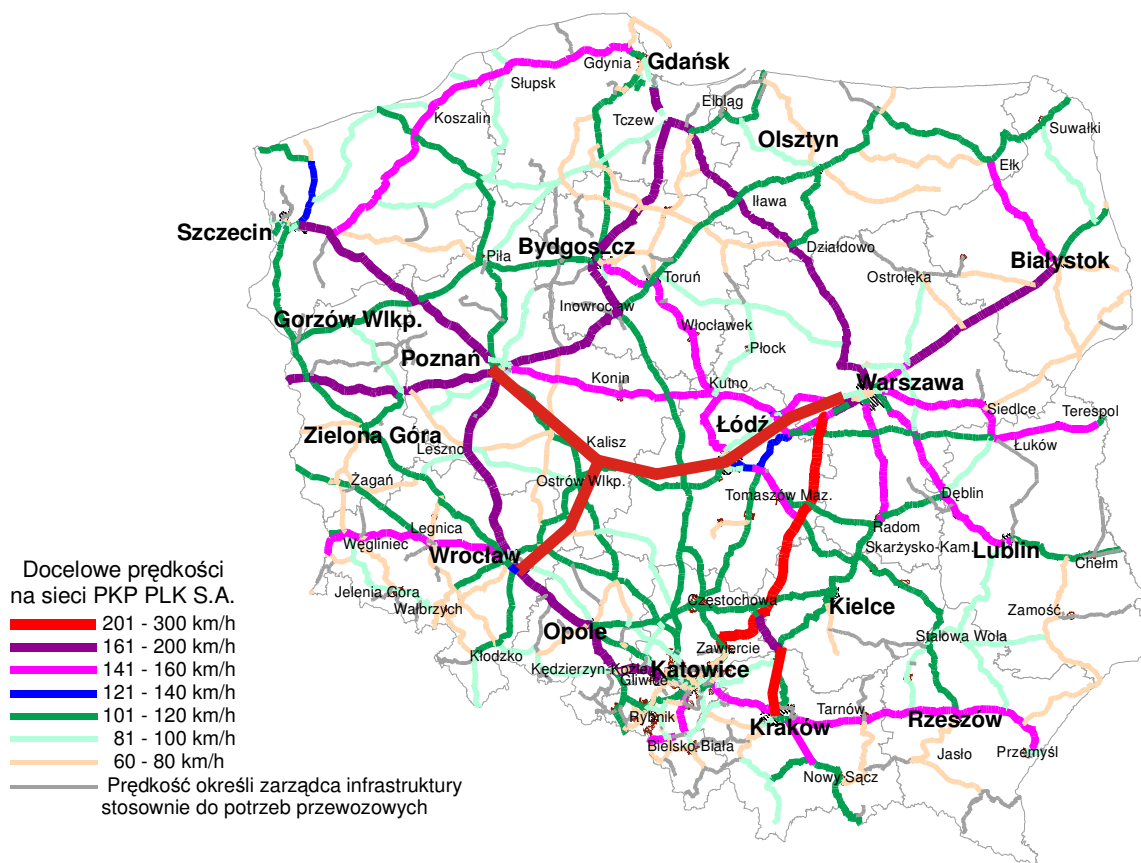 Gdańsk
Gdynia
Słupsk
Koszalin
Tczew
Elbląg
Olsztyn
Suwałki
Ełk
Iława
Szczecin
Bydgoszcz
Piła
Toruń
Działdowo
Ostrołęka
Białystok
Inowrocław
Włocławek
Gorzów Wlkp.
Płock
Poznań
Konin
Kutno
Warszawa
Siedlce
Terespol
Łódź
Łuków
Zielona Góra
Kalisz
Leszno
Ostrów Wlkp.
Żagań
Tomaszów Maz.
Dęblin
Radom
Legnica
Węgliniec
Wrocław
Skarżysko-Kam.
Lublin
Chełm
Jelenia Góra
Wałbrzych
Częstochowa
Kielce
Zamość
Opole
Stalowa Woła
Kłodzko
Zawiercie
Kędzierzyn-Koźle
Katowice
Gliwice
Rybnik
Kraków
Tarnów
Rzeszów
Bielsko-Biała
Jasło
Przemyśl
Nowy Sącz
Docelowe prędkości
na sieci PKP PLK S.A.
201 - 300 km/h
161 - 200 km/h
141 - 160 km/h
121 - 140 km/h
101 - 120 km/h
81 - 100 km/h
60 - 80 km/h
Prędkość określi zarządca infrastruktury
stosownie do potrzeb przewozowych